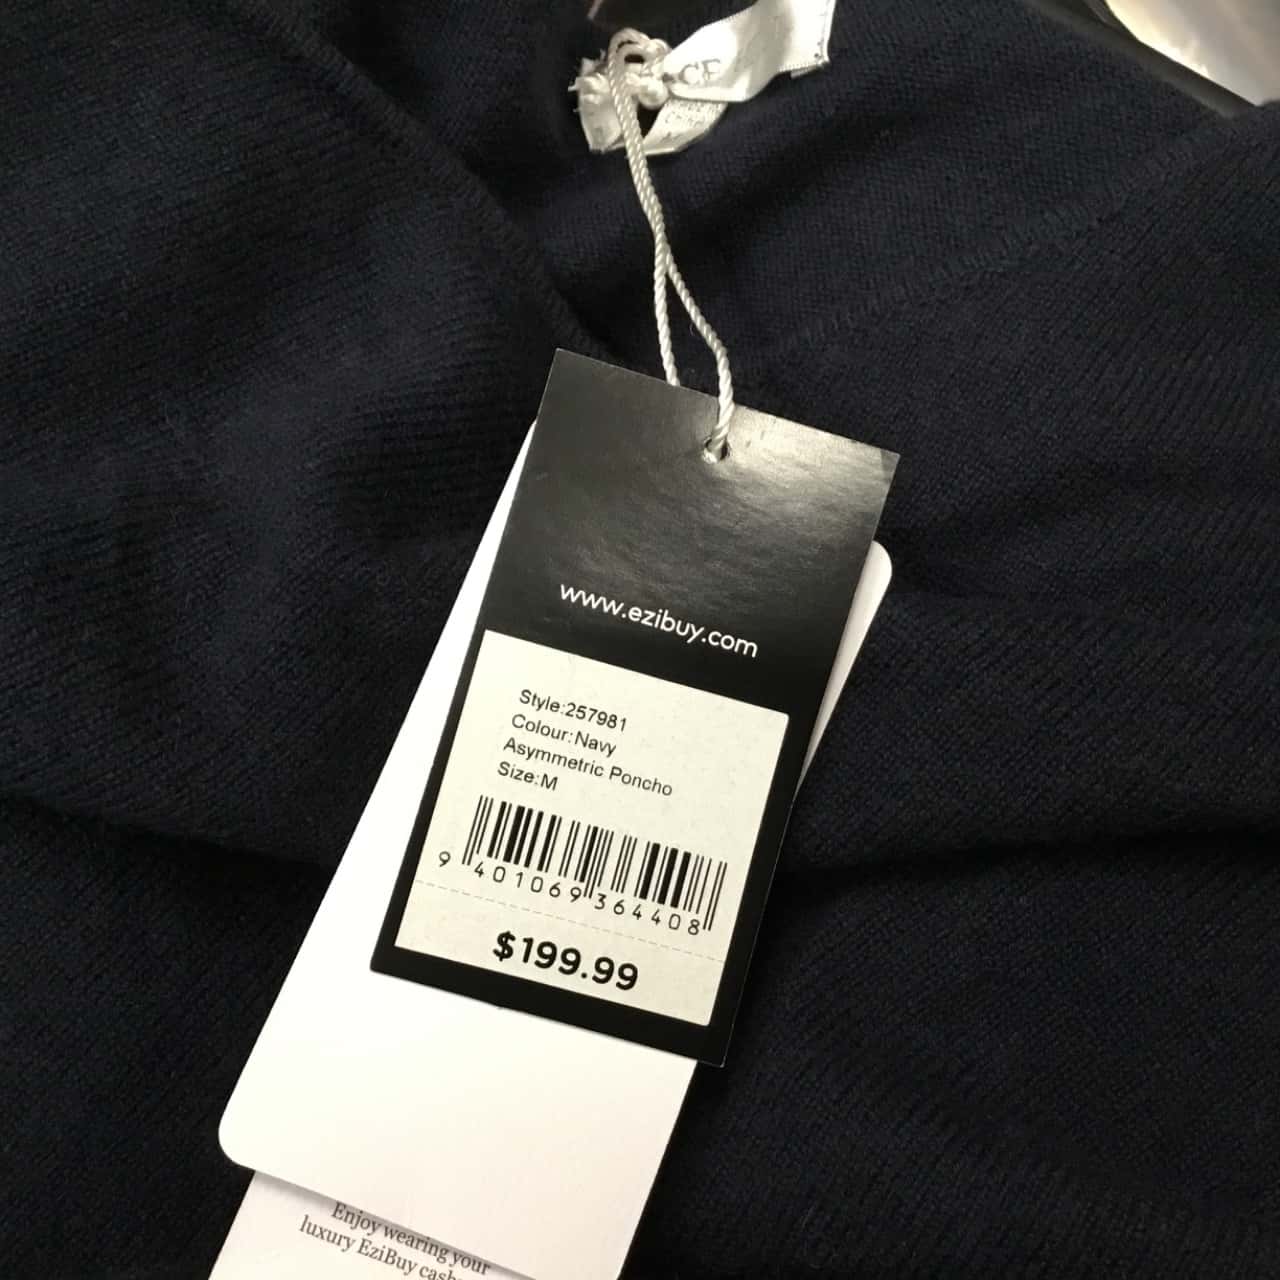 CE
www.ezibuy.com
Style:257981
Colour:Navy
Asymmetric Poncho
Size:M
9 401069 364408
$199.99
Enjoy wearing your
luxury EziBuy